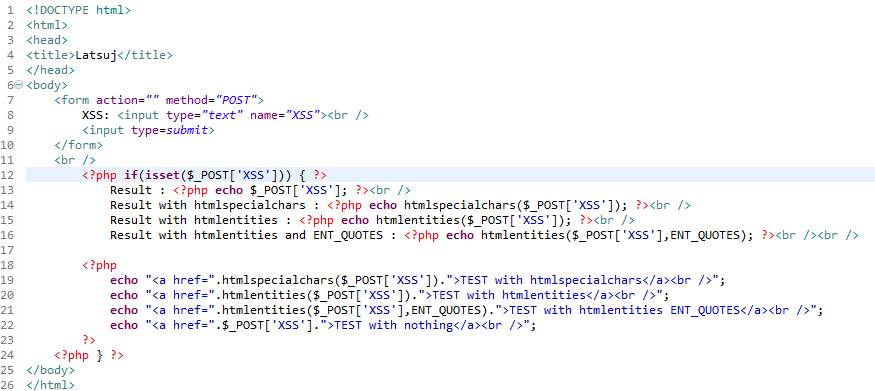 1 <!DOCTYPE html>
2 <html>
3 <head>
4 <title>Latsuj</title>
5 </head>
6 <body>
7 <form action="" method="POST">
8 XSS: <input type="text" name="XSS"><br />
9 <input type=submit>
10 </form>
11 <br />
12 <?php if(isset($_POST['XSS'])) { ?>
13 Result : <?php echo $_POST['XSS']; ?><br />
14 Result with htmlspecialchars : <?php echo htmlspecialchars($_POST['XSS']); ?><br />
15 Result with htmlentities : <?php echo htmlentities($_POST['XSS']); ?><br />
16 Result with htmlentities and ENT_QUOTES : <?php echo htmlentities($_POST['XSS'],ENT_QUOTES); ?><br /><br />
17
18 <?php
19 echo "<a href=".htmlspecialchars($_POST['XSS']).">TEST with htmlspecialchars</a><br />";
20 echo "<a href=".htmlentities($_POST['XSS']).">TEST with htmlentities</a><br />";
21 echo "<a href=".htmlentities($_POST['XSS'],ENT_QUOTES).">TEST with htmlentities ENT_QUOTES</a><br />";
22 echo "<a href=".$_POST['XSS'].">TEST with nothing</a><br />";
23 ?>
24 <?php } ?>
25 </body>
26 </html>